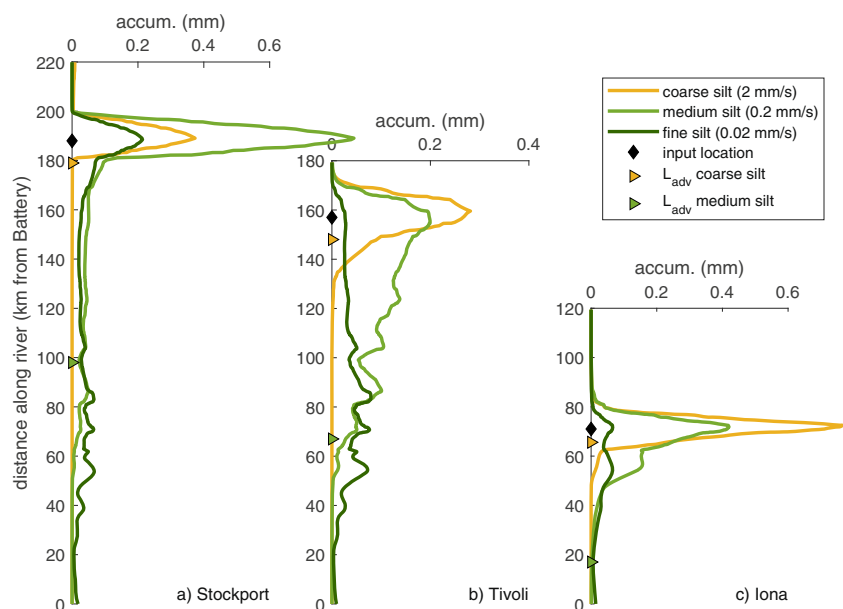 accum. (mm)
0 0.2 0.4 0.6
220
200
180
160
140
120
100
80
60
40
20
0
distance along river (km from Battery)
a) Stockport
accum. (mm)
0 0.2 0.4
180
160
140
120
100
80
60
40
20
0
b) Tivoli
coarse silt (2 mm/s)
medium silt (0.2 mm/s)
fine silt (0.02 mm/s)
input location
L_adv coarse silt
L_adv medium silt
accum. (mm)
0 0.2 0.4 0.6
120
100
80
60
40
20
0
c) Iona